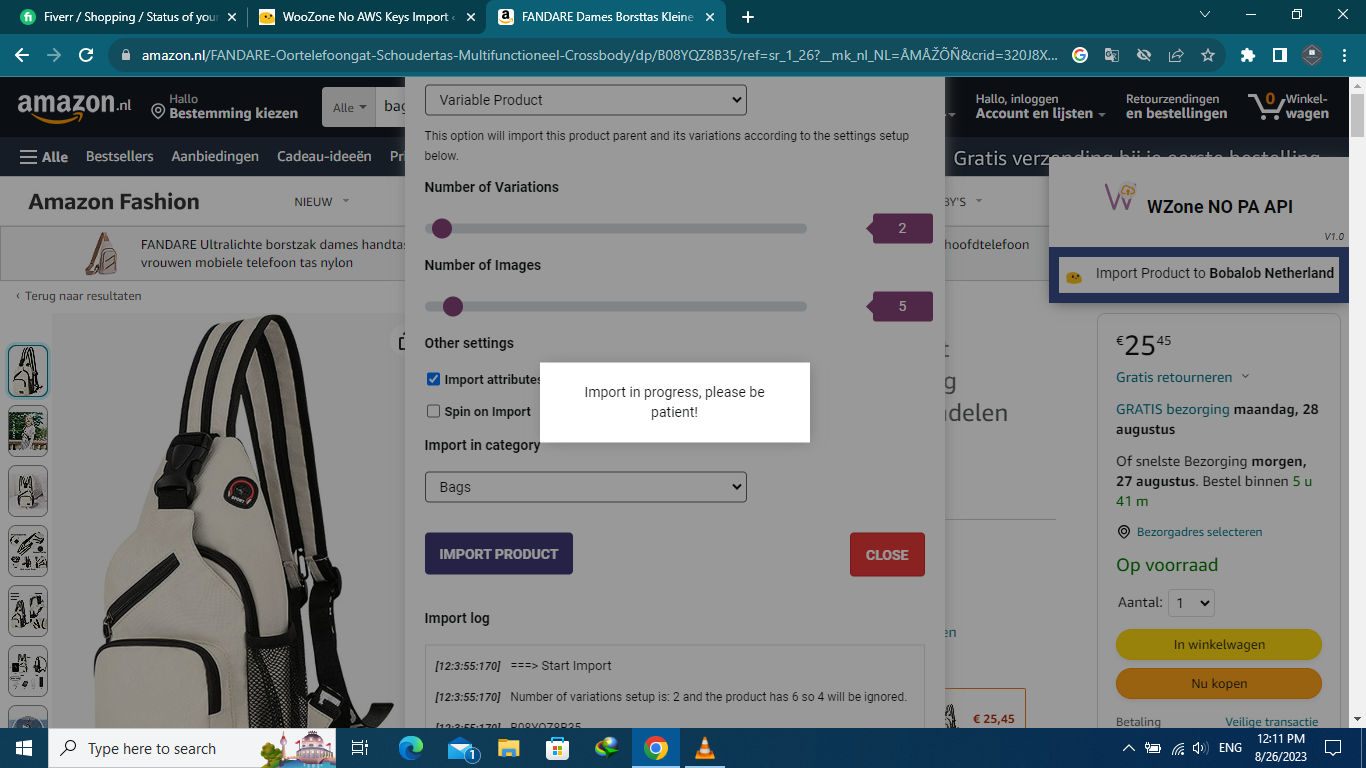 Fiverr / Shopping / Status of your
WooZone No AWS Keys Import
FANDARE Dames Borsttas Kleine
amazon.nl/FANDARE-Oortelefoongat-Schoudertas-Multifunctioneel-Crossbody/dp/B08YQZ8B35/ref=sr_1_26?__mk_nl_NL=ÅMÅŽÕÑ&crid=320J8X...
amazon.nl
Hallo
Bestemming kiezen
Alle
bag
Hallo, inloggen
Account en lijsten
Retourzendingen
en bestellingen
0
Winkel-
wagen
Alle
Bestsellers
Aanbiedingen
Cadeau-ideeën
Pri
Gratis verzending bij je eerste bestelling
Amazon Fashion
NIEUW
BY'S
FANDARE Ultralichte borstzak dames handtas
vrouwen mobiele telefoon tas nylon
hoofdtelefoon
‹ Terug naar resultaten
Variable Product
This option will import this product parent and its variations according to the settings setup
below.
Number of Variations
2
Number of Images
5
Other settings
Import attributes
Spin on Import
Import in progress, please be
patient!
Import in category
Bags
IMPORT PRODUCT
CLOSE
Import log
[12:3:55:170] ===> Start Import
[12:3:55:170] Number of variations setup is: 2 and the product has 6 so 4 will be ignored.
[12:3:55:170] B08YQZ8B35
WZone NO PA API
V1.0
Import Product to Bobalob Netherland
ndelen
en
€ 25,45
SPORT
€2545
Gratis retourneren
GRATIS bezorging maandag, 28
augustus
Of snelste Bezorging morgen,
27 augustus. Bestel binnen 5 u
41 m
Bezorgadres selecteren
Op voorraad
Aantal: 1
In winkelwagen
Nu kopen
Betaling
Veilige transactie
Type here to search
1
ENG
12:11 PM
8/26/2023